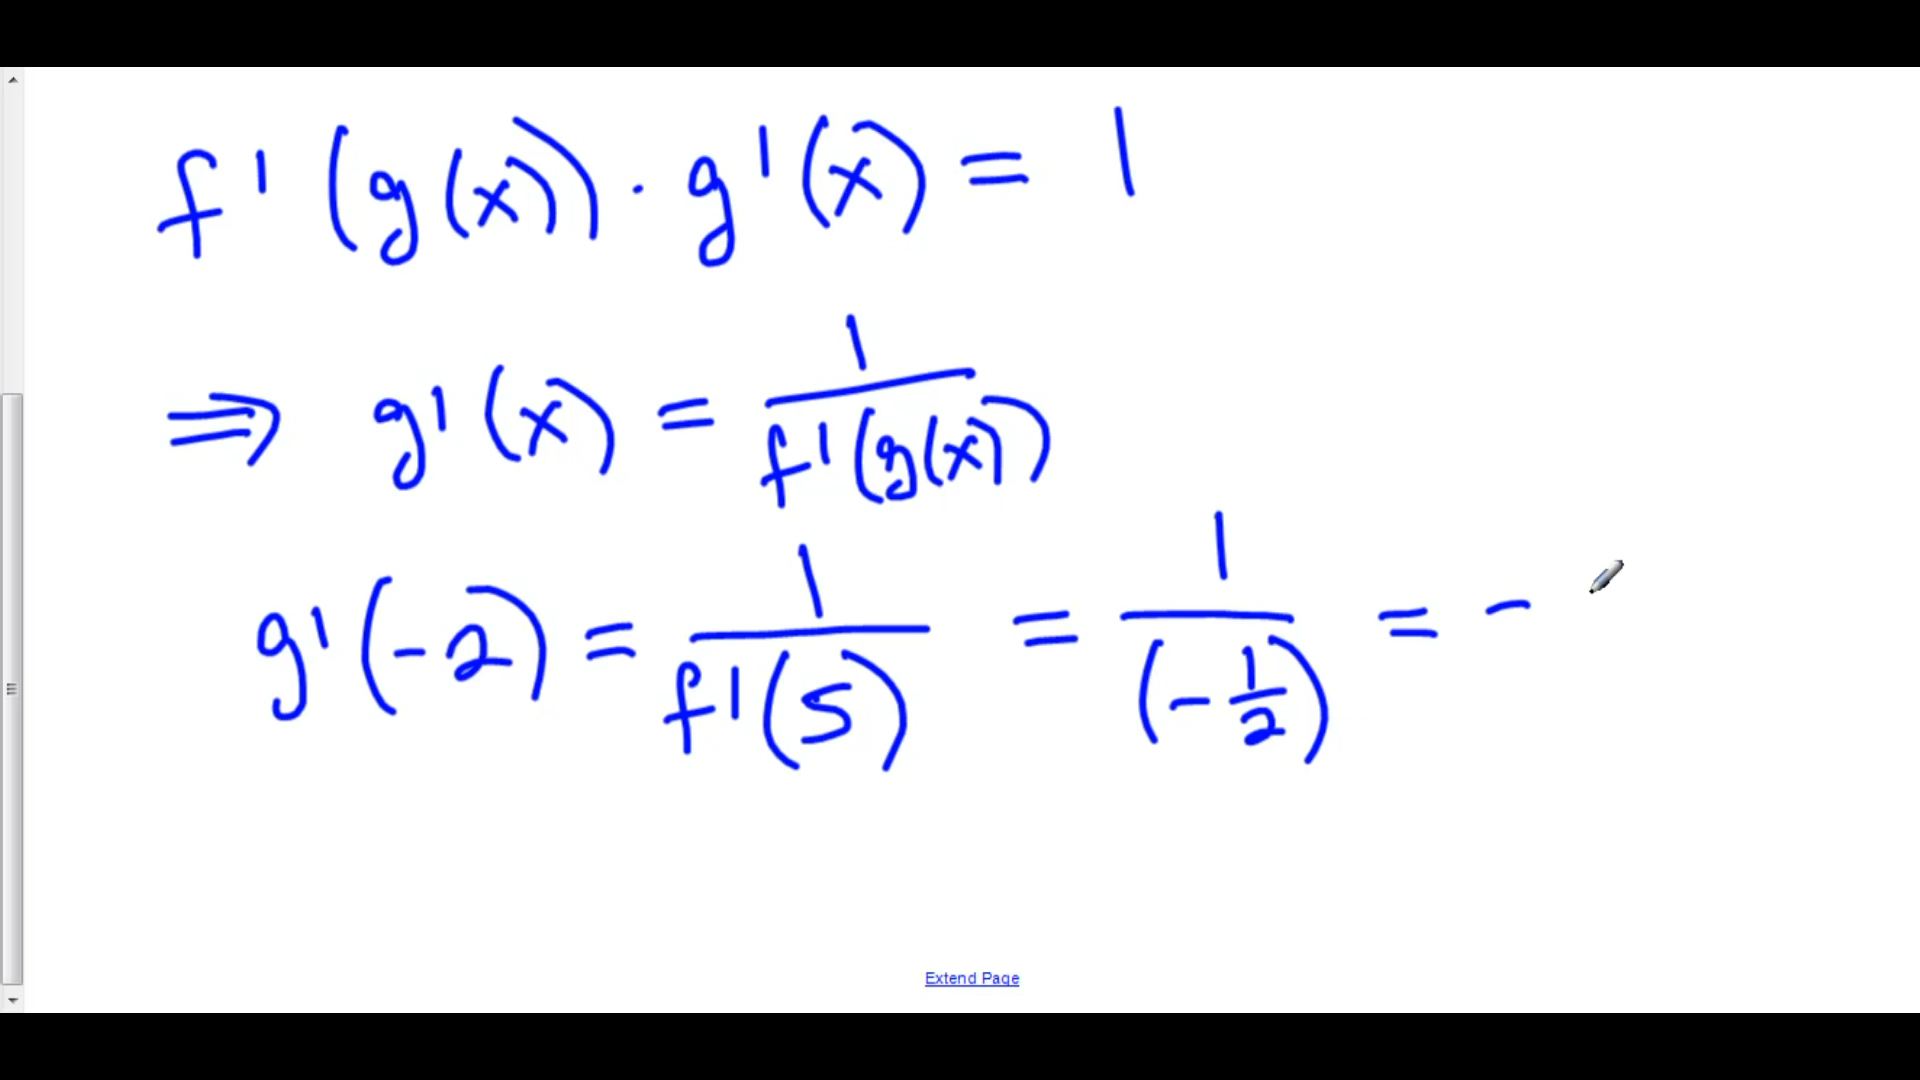 f'(g(x)) · g'(x) = 1
⇒ g'(x) = 1/f'(g(x))
g'(-2) = 1/f'(5) = 1/(-1/2) = -
Extend Page